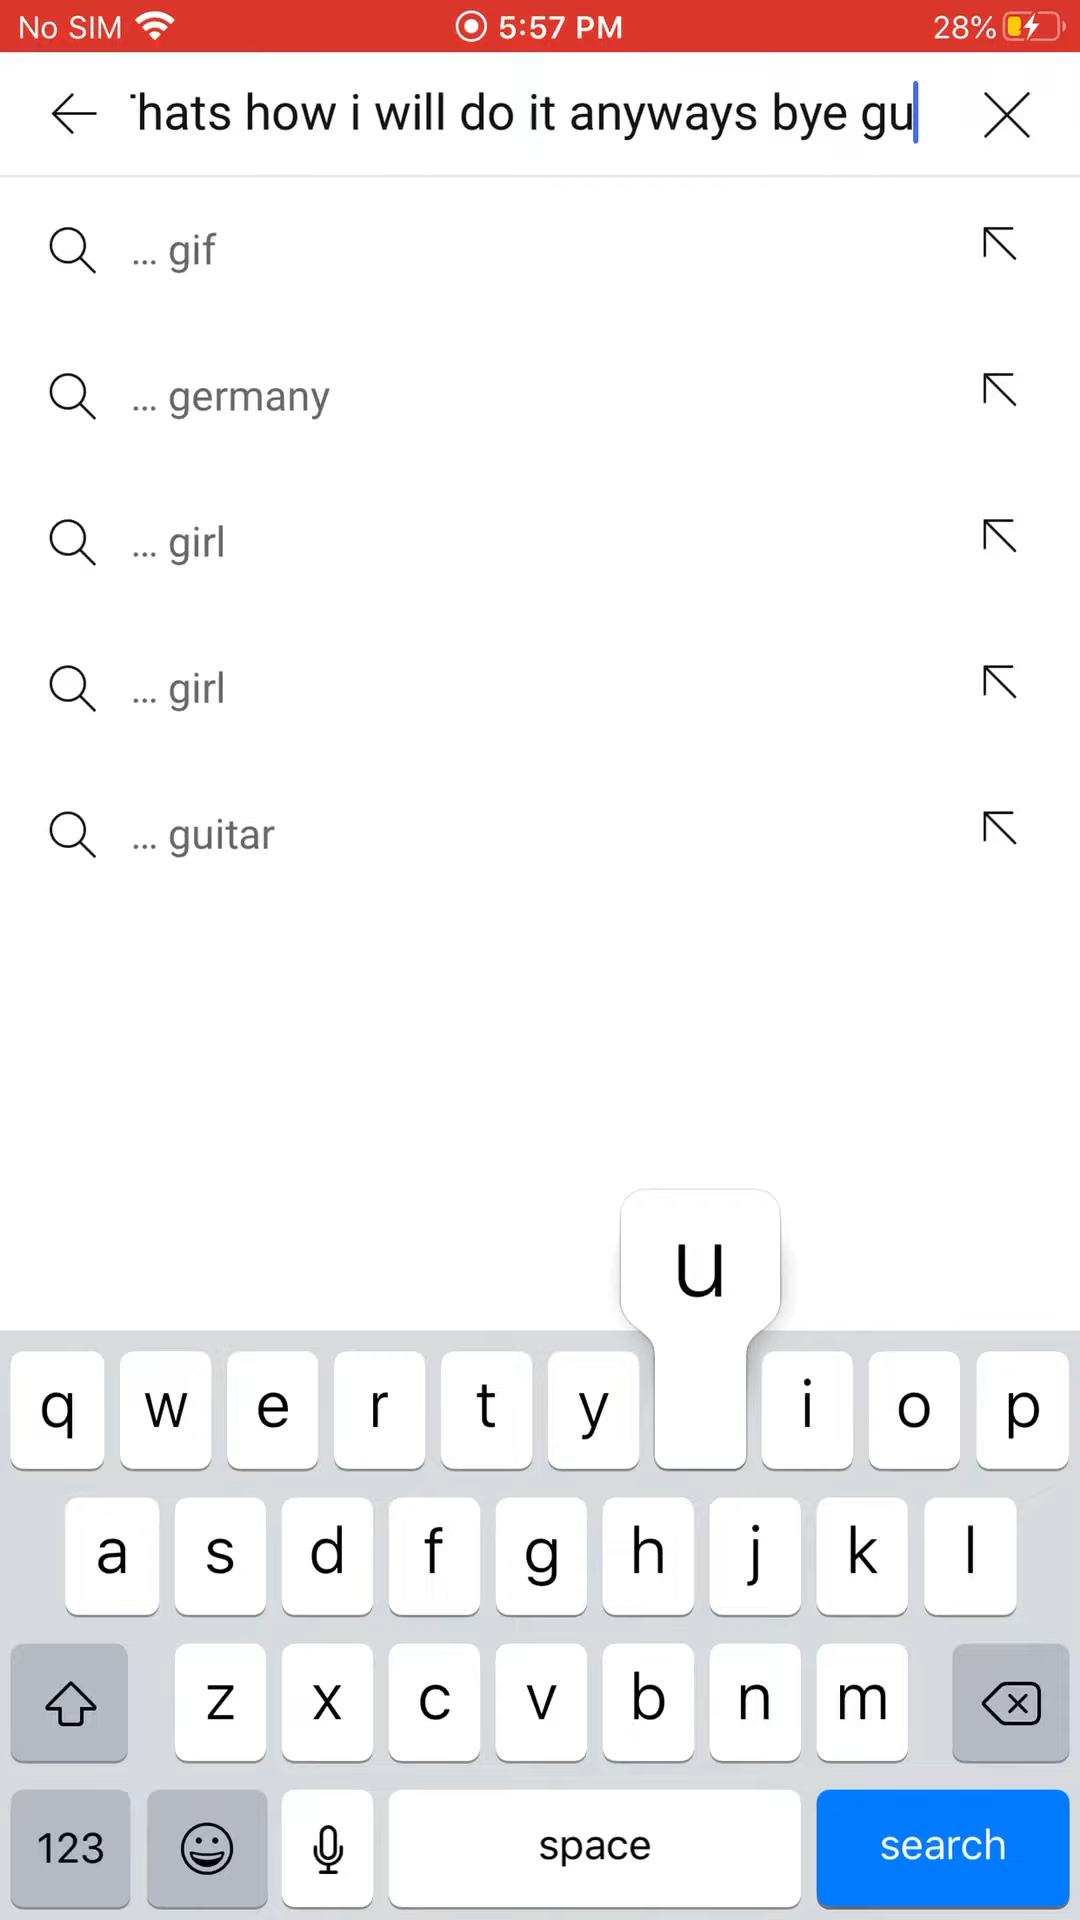 No SIM 5:57 PM 28%
Thats how i will do it anyways bye gu
... gif
... germany
... girl
... girl
... guitar
u
q w e r t y i o p
a s d f g h j k l
z x c v b n m
123 space search